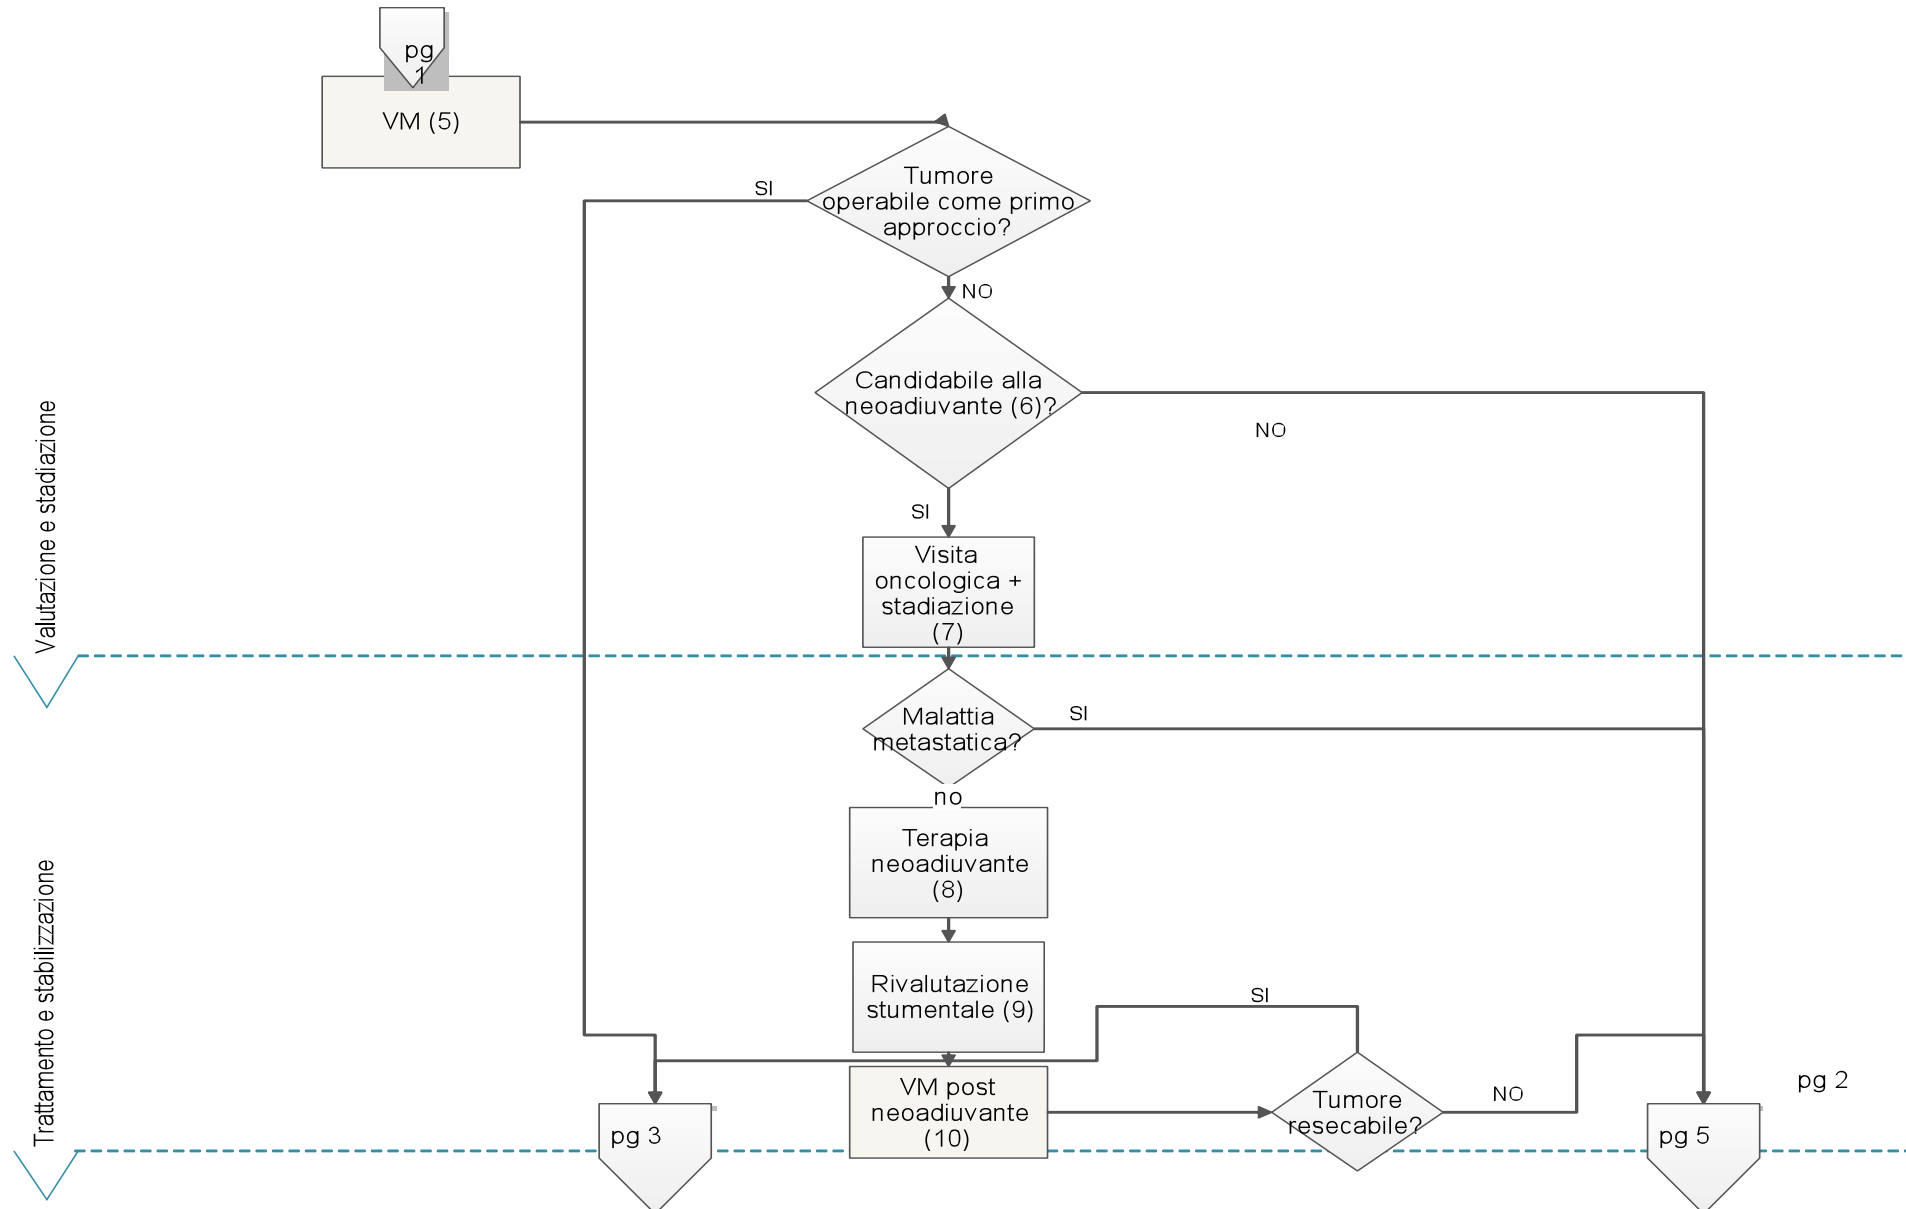 pg
1
VM (5)
Tumore
operabile come primo
approccio?
SI
NO
Candidabile alla
neoadiuvante (6)?
NO
SI
Visita
oncologica +
stadiazione
(7)
Valutazione e stadiazione
Malattia
metastatica?
SI
no
Terapia
neoadiuvante
(8)
Rivalutazione
stumentale (9)
SI
VM post
neoadiuvante
(10)
Tumore
resecabile?
NO
pg 2
pg 3
pg 5
Trattamento e stabilizzazione